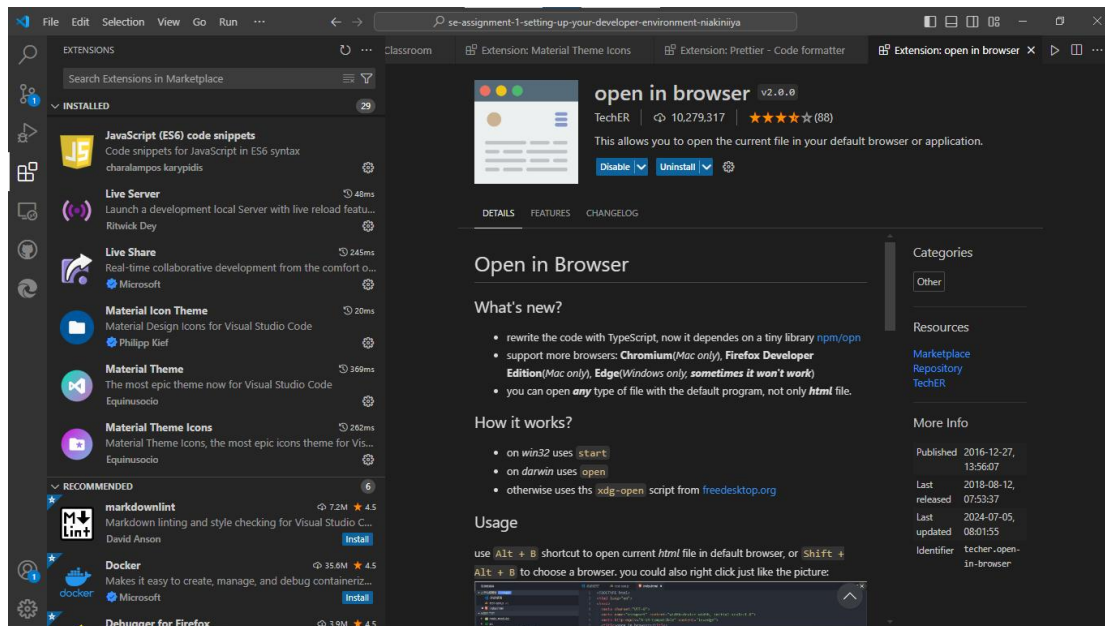 File Edit Selection View Go Run ···
se-assignment-1-setting-up-your-developer-environment-niakiniiya
EXTENSIONS
Search Extensions in Marketplace
INSTALLED 29
JavaScript (ES6) code snippets
Code snippets for JavaScript in ES6 syntax
charalampos karypidis
JS
Live Server 48ms
Launch a development local Server with live reload featu...
Ritwick Dey
Live Share 245ms
Real-time collaborative development from the comfort o...
Microsoft
Material Icon Theme 20ms
Material Design Icons for Visual Studio Code
Philipp Kief
Material Theme 369ms
The most epic theme now for Visual Studio Code
Equinusocio
Material Theme Icons 262ms
Material Theme Icons, the most epic icons theme for Vis...
Equinusocio
RECOMMENDED 6
markdownlint 7.2M 4.5
Markdown linting and style checking for Visual Studio C...
David Anson Install
M
Lint
Docker 35.6M 4.5
Makes it easy to create, manage, and debug containeriz...
Microsoft Install
docker
Debugger for Firefox 3.9M 4.5
1
1
Classroom Extension: Material Theme Icons Extension: Prettier - Code formatter Extension: open in browser
open in browser v2.0.0
TechER 10,279,317 (88)
This allows you to open the current file in your default browser or application.
Disable Uninstall
DETAILS FEATURES CHANGELOG
Open in Browser
What's new?
• rewrite the code with TypeScript, now it dependes on a tiny library npm/opn
• support more browsers: Chromium(Mac only), Firefox Developer
Edition(Mac only), Edge(Windows only, sometimes it won't work)
• you can open any type of file with the default program, not only html file.
How it works?
• on win32 uses start
• on darwin uses open
• otherwise uses ths xdg-open script from freedesktop.org
Usage
use Alt + B shortcut to open current html file in default browser, or Shift +
Alt + B to choose a browser. you could also right click just like the picture:
Categories
Other
Resources
Marketplace
Repository
TechER
More Info
Published 2016-12-27,
13:56:07
Last 2018-08-12,
released 07:53:37
Last 2024-07-05,
updated 08:01:55
Identifier techer.open-
in-browser